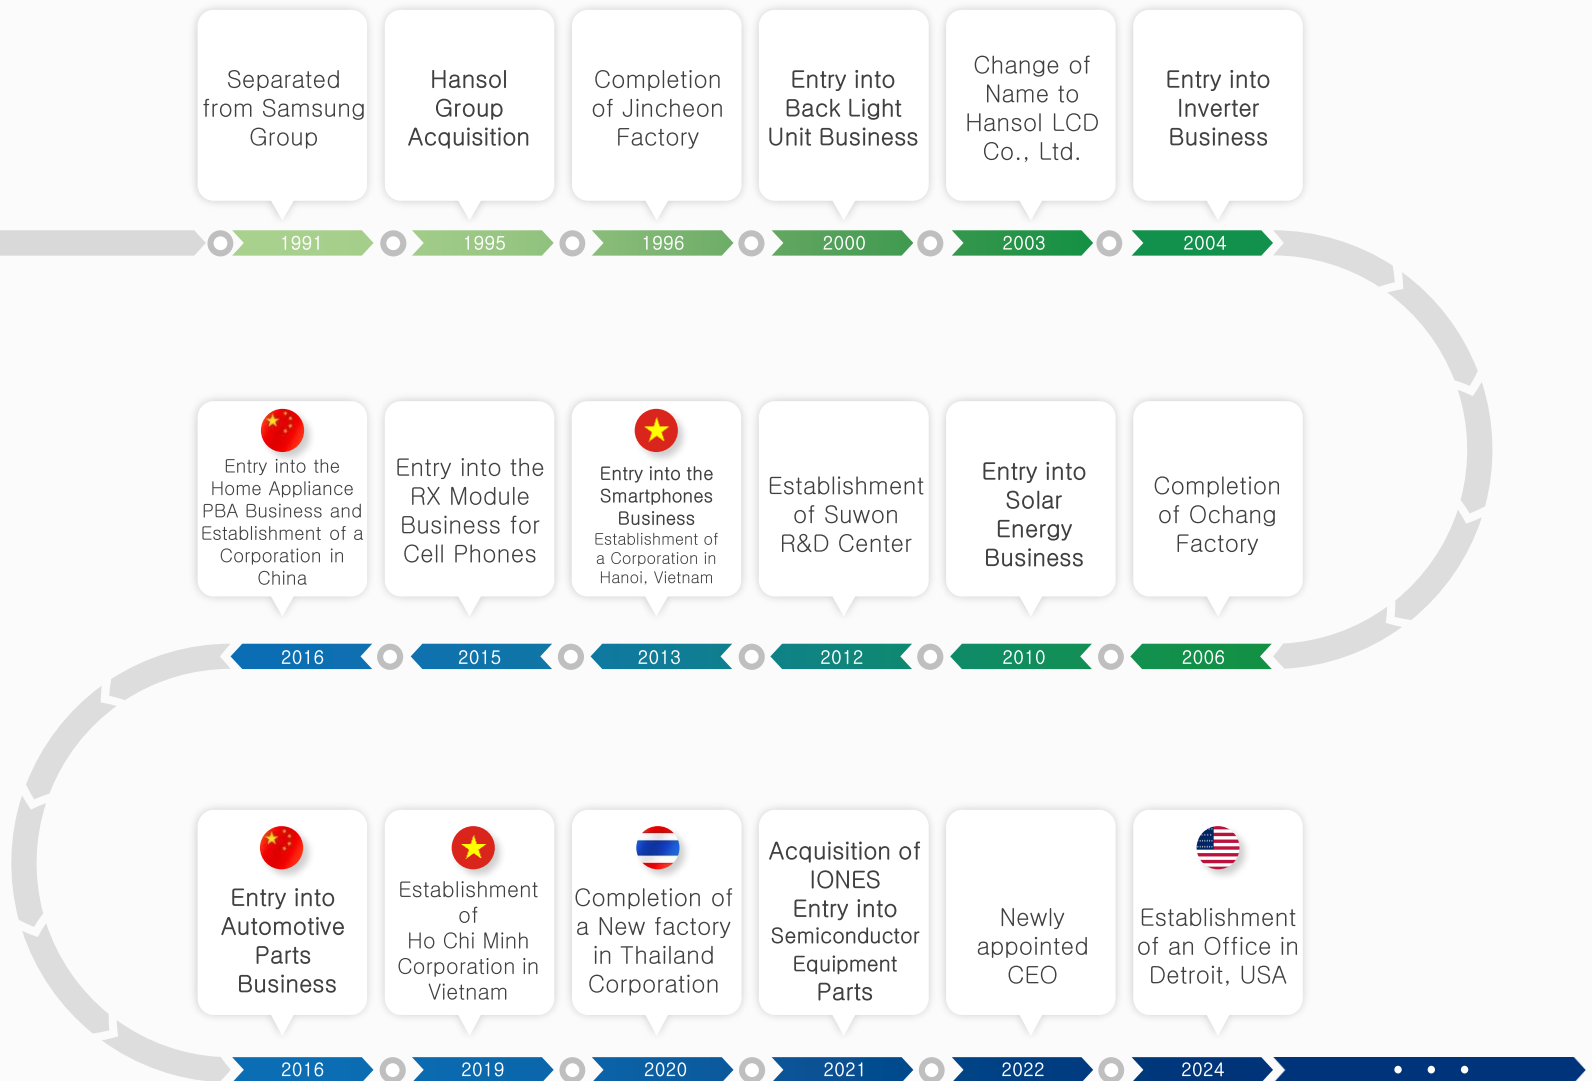 Separated
from Samsung
Group
Hansol
Group
Acquisition
Completion
of Jincheon
Factory
Entry into
Back Light
Unit Business
Change of
Name to
Hansol LCD
Co., Ltd.
Entry into
Inverter
Business
1991
1995
1996
2000
2003
2004
Entry into the
Home Appliance
PBA Business and
Establishment of a
Corporation in
China
Entry into the
RX Module
Business for
Cell Phones
Entry into the
Smartphones
Business
Establishment of
a Corporation in
Hanoi, Vietnam
Establishment
of Suwon
R&D Center
Entry into
Solar
Energy
Business
Completion
of Ochang
Factory
2016
2015
2013
2012
2010
2006
Entry into
Automotive
Parts
Business
Establishment
of
Ho Chi Minh
Corporation in
Vietnam
Completion of
a New factory
in Thailand
Corporation
Acquisition of
IONES
Entry into
Semiconductor
Equipment
Parts
Newly
appointed
CEO
Establishment
of an Office in
Detroit, USA
2016
2019
2020
2021
2022
2024